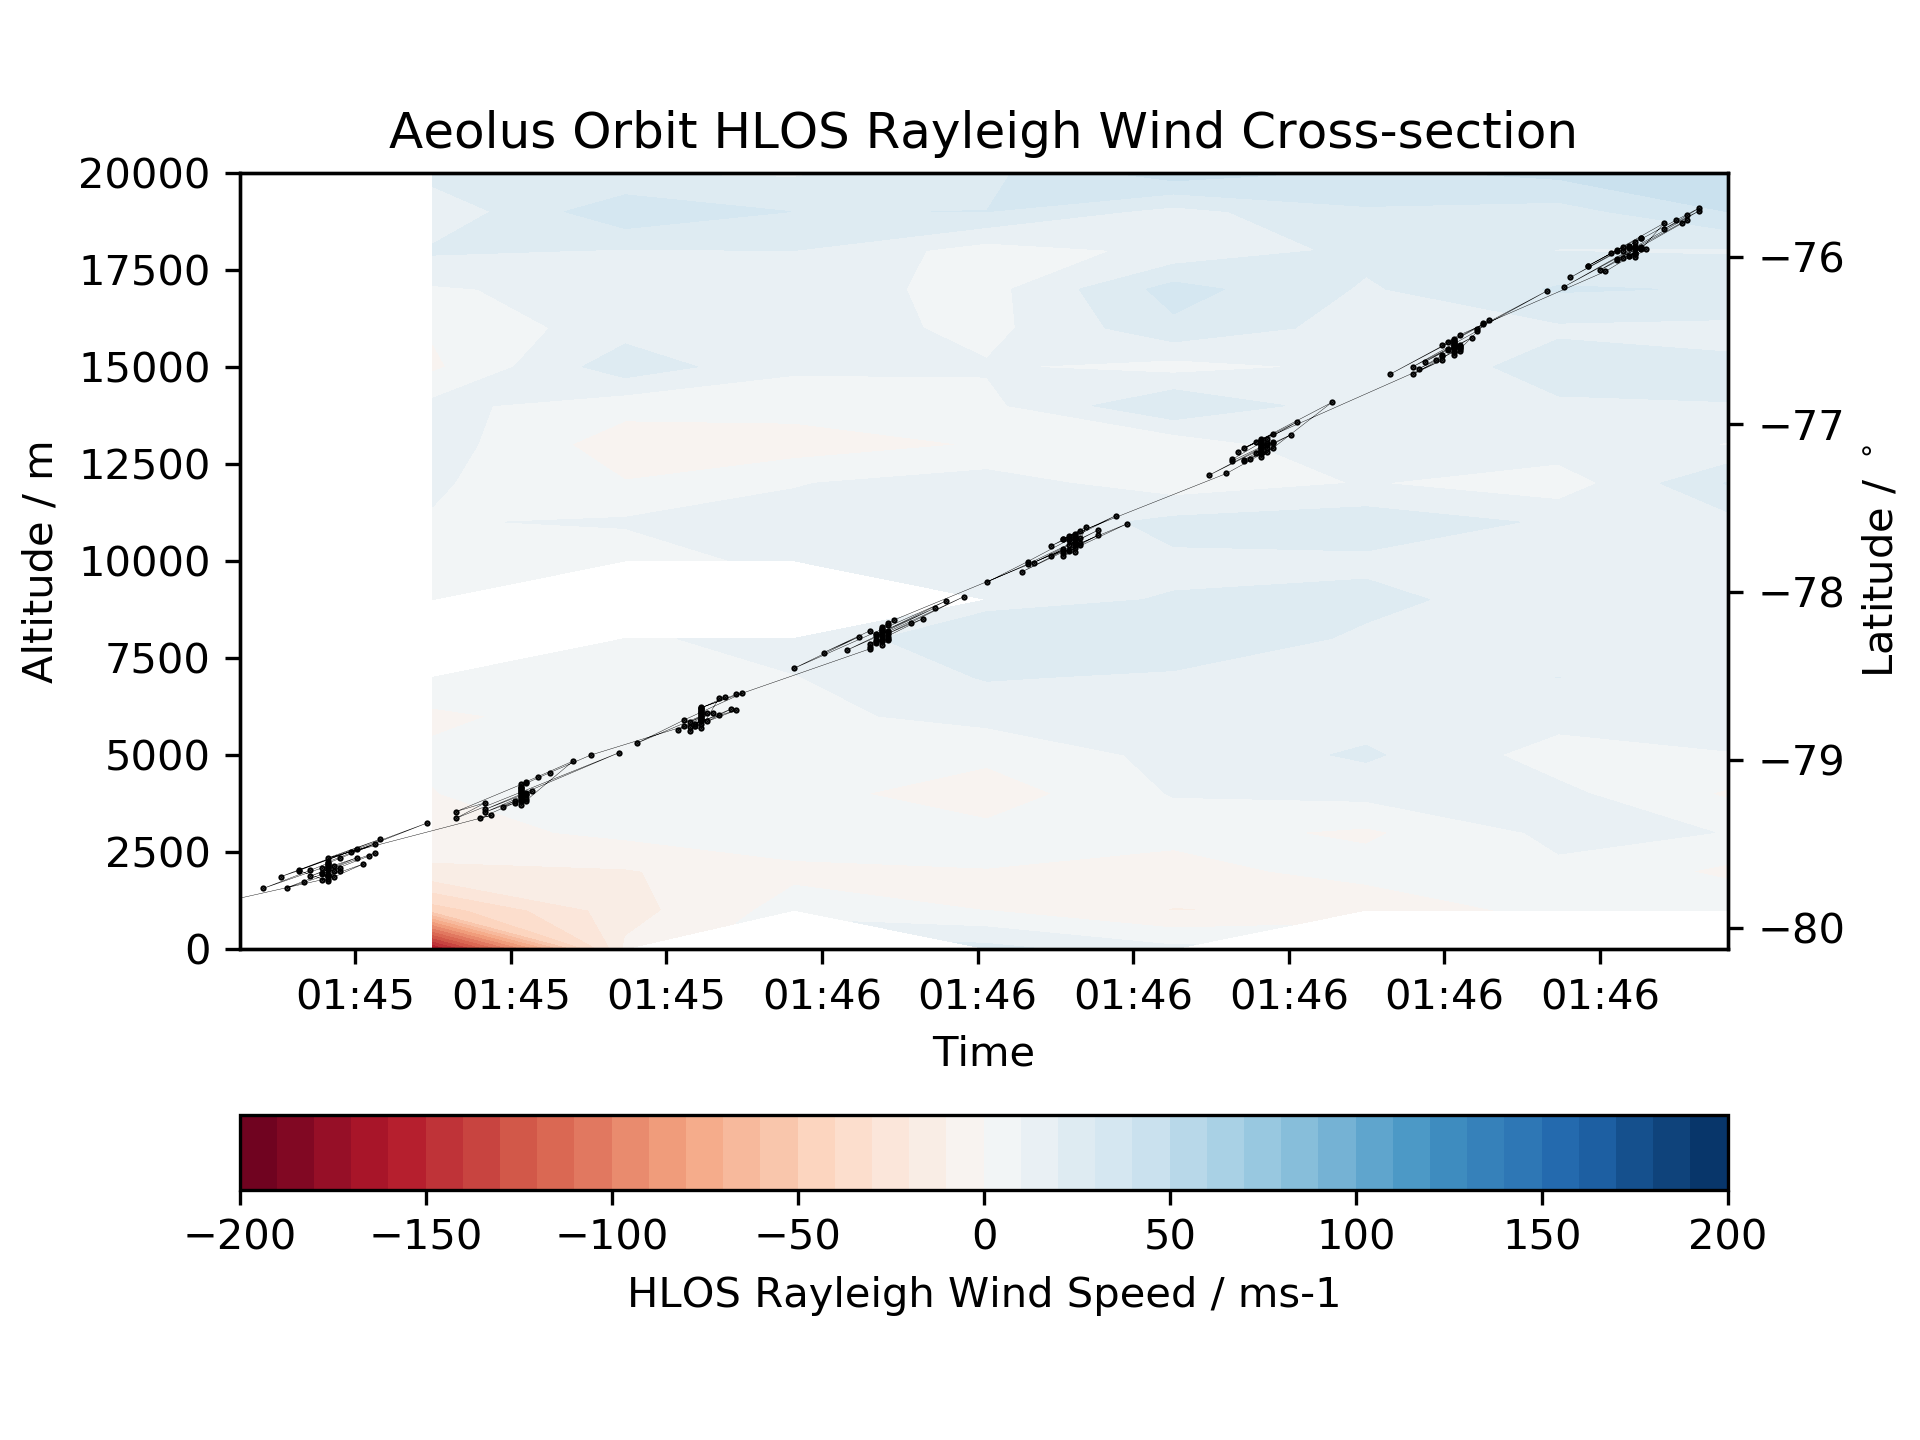 Aeolus Orbit HLOS Rayleigh Wind Cross-section
20000
17500
15000
12500
10000
7500
5000
2500
0
Altitude / m
−76
−77
−78
−79
−80
Latitude / °
01:45 01:45 01:45 01:46 01:46 01:46 01:46 01:46 01:46
Time
−200 −150 −100 −50 0 50 100 150 200
HLOS Rayleigh Wind Speed / ms-1